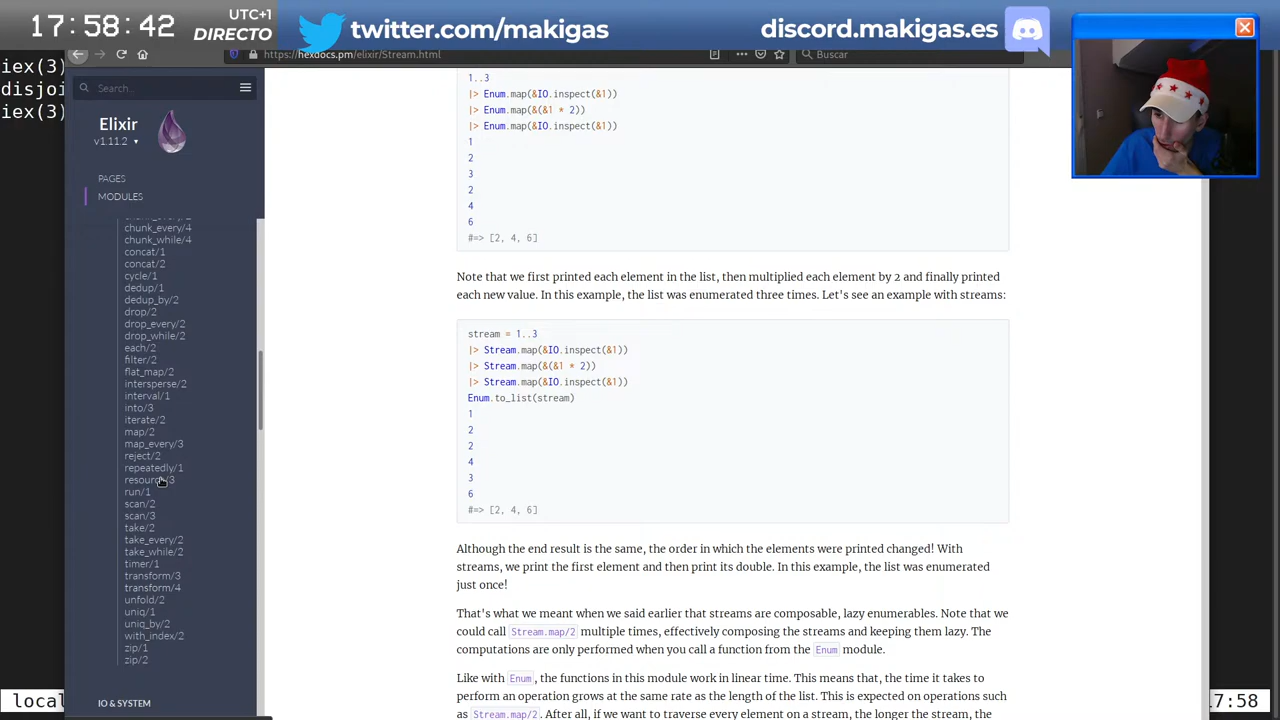 17:58:42
UTC+1
DIRECTO
twitter.com/makigas
discord.makigas.es
https://hexdocs.pm/elixir/Stream.html
Buscar
iex(3)
disjoi
iex(3)
Search...
Elixir
v1.11.2
PAGES
MODULES
chunk_every/2
chunk_every/4
chunk_while/4
concat/1
concat/2
cycle/1
dedup/1
dedup_by/2
drop/2
drop_every/2
drop_while/2
each/2
filter/2
flat_map/2
intersperse/2
interval/1
into/3
iterate/2
map/2
map_every/3
reject/2
repeatedly/1
resource/3
run/1
scan/2
scan/3
take/2
take_every/2
take_while/2
timer/1
transform/3
transform/4
unfold/2
uniq/1
uniq_by/2
with_index/2
zip/1
zip/2
IO & SYSTEM
1..3
|> Enum.map(&IO.inspect(&1))
|> Enum.map(&(&1 * 2))
|> Enum.map(&IO.inspect(&1))
1
2
3
2
4
6
#=> [2, 4, 6]
Note that we first printed each element in the list, then multiplied each element by 2 and finally printed
each new value. In this example, the list was enumerated three times. Let's see an example with streams:
stream = 1..3
|> Stream.map(&IO.inspect(&1))
|> Stream.map(&(&1 * 2))
|> Stream.map(&IO.inspect(&1))
Enum.to_list(stream)
1
2
2
4
3
6
#=> [2, 4, 6]
Although the end result is the same, the order in which the elements were printed changed! With
streams, we print the first element and then print its double. In this example, the list was enumerated
just once!
That's what we meant when we said earlier that streams are composable, lazy enumerables. Note that we
could call Stream.map/2 multiple times, effectively composing the streams and keeping them lazy. The
computations are only performed when you call a function from the Enum module.
Like with Enum, the functions in this module work in linear time. This means that, the time it takes to
perform an operation grows at the same rate as the length of the list. This is expected on operations such
as Stream.map/2. After all, if we want to traverse every element on a stream, the longer the stream, the
local
17:58